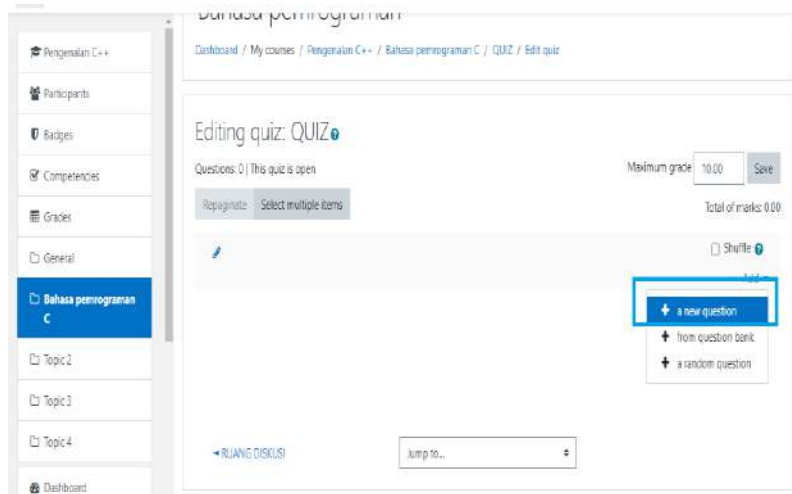 Bahasa pemrograman
Dashboard / My courses / Pengenalan C++ / Bahasa pemrograman C / QUIZ / Edit quiz
Pengenalan C++
Participants
Badges
Competencies
Grades
General
Bahasa pemrograman
C
Topic 2
Topic 3
Topic 4
Dashboard
Editing quiz: QUIZ
Questions: 0 | This quiz is open
Maximum grade 10.00 Save
Repaginate Select multiple items
Total of marks: 0.00
Shuffle
Add
a new question
from question bank
a random question
◄ RUANG DISKUSI
Jump to...